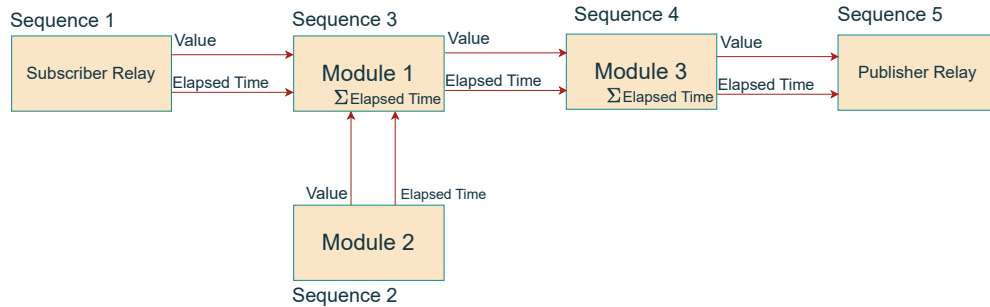 Sequence 1
Sequence 3
Sequence 4
Sequence 5
Value
Value
Value
Subscriber Relay
Module 1
Module 3
Publisher Relay
Elapsed Time
ΣElapsed Time
Elapsed Time
ΣElapsed Time
Elapsed Time
Value
Elapsed Time
Module 2
Sequence 2